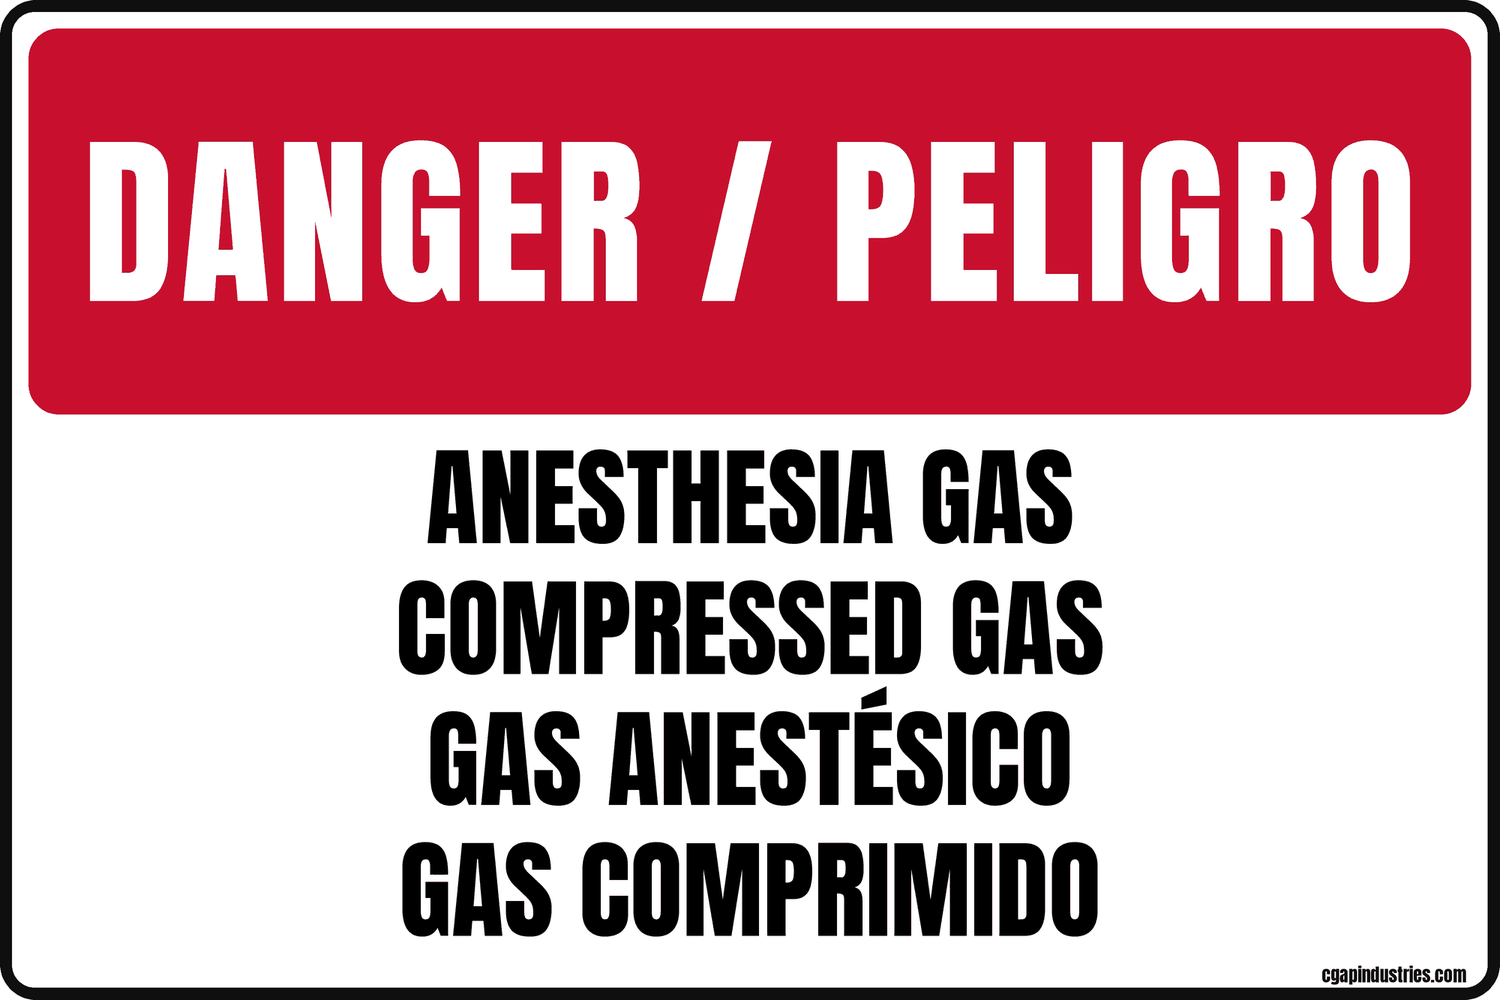 DANGER / PELIGRO
ANESTHESIA GAS
COMPRESSED GAS
GAS ANESTÉSICO
GAS COMPRIMIDO
cgapindustries.com